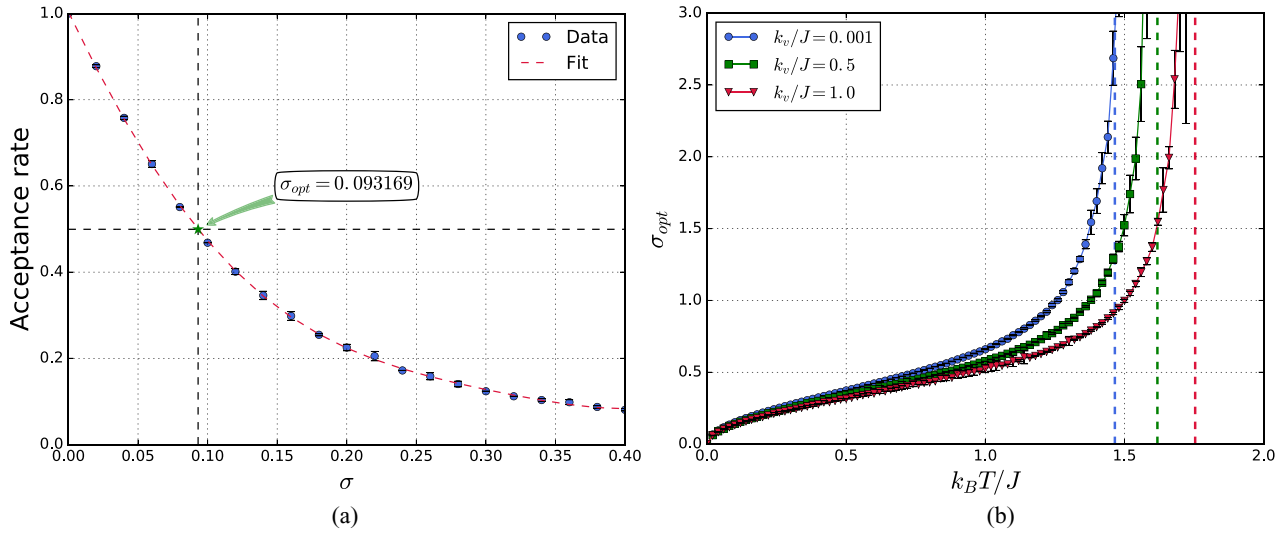 1.0
0.8
0.6
0.4
0.2
0.0
Acceptance rate
0.00 0.05 0.10 0.15 0.20 0.25 0.30 0.35 0.40
σ
Data
Fit
σ_opt = 0.093169
(a)
3.0
2.5
2.0
1.5
1.0
0.5
0.0
σ_opt
0.0 0.5 1.0 1.5 2.0
k_B T/J
k_v/J = 0.001
k_v/J = 0.5
k_v/J = 1.0
(b)